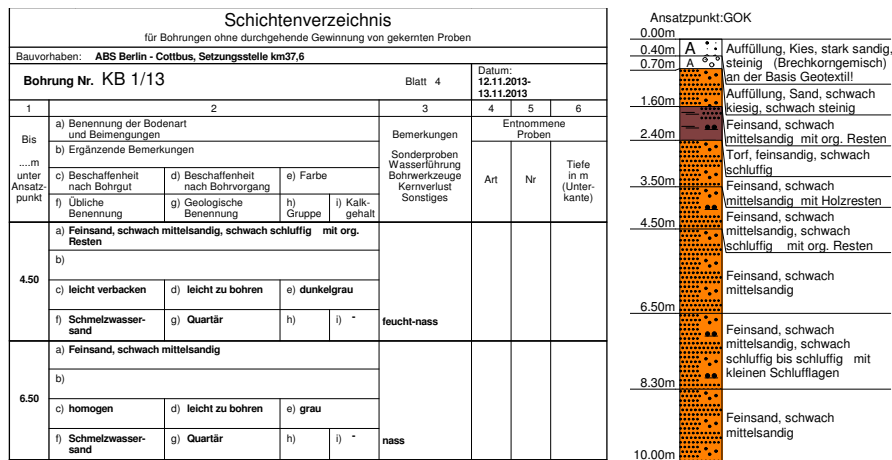 Schichtenverzeichnis
für Bohrungen ohne durchgehende Gewinnung von gekernten Proben
Bauvorhaben: ABS Berlin - Cottbus, Setzungsstelle km37,6
Bohrung Nr. KB 1/13
Blatt 4
Datum:
12.11.2013-
13.11.2013
1
2
3
4
5
6
Bis
....m
unter
Ansatz-
punkt
a) Benennung der Bodenart
und Beimengungen
b) Ergänzende Bemerkungen
c) Beschaffenheit
nach Bohrgut
d) Beschaffenheit
nach Bohrvorgang
e) Farbe
f) Übliche
Benennung
g) Geologische
Benennung
h)
Gruppe
i) Kalk-
gehalt
Bemerkungen
Sonderproben
Wasserführung
Bohrwerkzeuge
Kernverlust
Sonstiges
Entnommene
Proben
Art
Nr
Tiefe
in m
(Unter-
kante)
4.50
a) Feinsand, schwach mittelsandig, schwach schluffig mit org.
Resten
b)
c) leicht verbacken
d) leicht zu bohren
e) dunkelgrau
f) Schmelzwasser-
sand
g) Quartär
h)
i) -
feucht-nass
6.50
a) Feinsand, schwach mittelsandig
b)
c) homogen
d) leicht zu bohren
e) grau
f) Schmelzwasser-
sand
g) Quartär
h)
i) -
nass
Ansatzpunkt:GOK
0.00m
0.40m
A
0.70m
A
Auffüllung, Kies, stark sandig,
steinig (Brechkorngemisch)
an der Basis Geotextil!
Auffüllung, Sand, schwach
kiesig, schwach steinig
1.60m
Feinsand, schwach
mittelsandig mit org. Resten
2.40m
Torf, feinsandig, schwach
schluffig
3.50m
Feinsand, schwach
mittelsandig mit Holzresten
4.50m
Feinsand, schwach
mittelsandig, schwach
schluffig mit org. Resten
Feinsand, schwach
mittelsandig
6.50m
Feinsand, schwach
mittelsandig, schwach
schluffig bis schluffig mit
kleinen Schlufflagen
8.30m
Feinsand, schwach
mittelsandig
10.00m